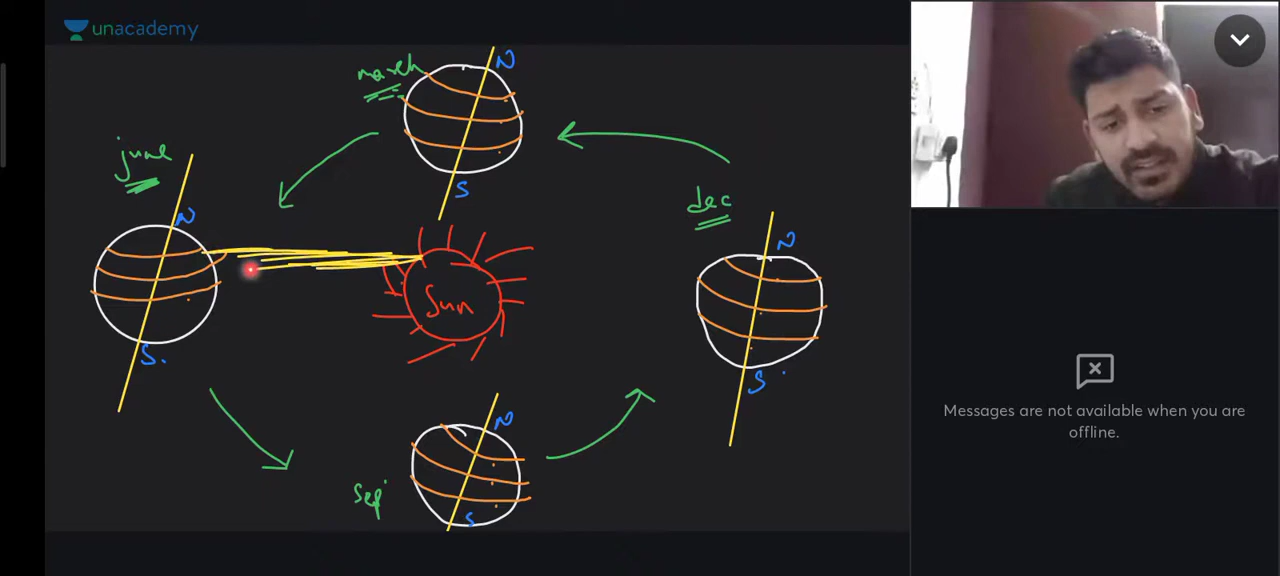 unacademy
march
N
S
june
N
S.
dec
N
S
Sun
Sep
N
S
Messages are not available when you are
offline.